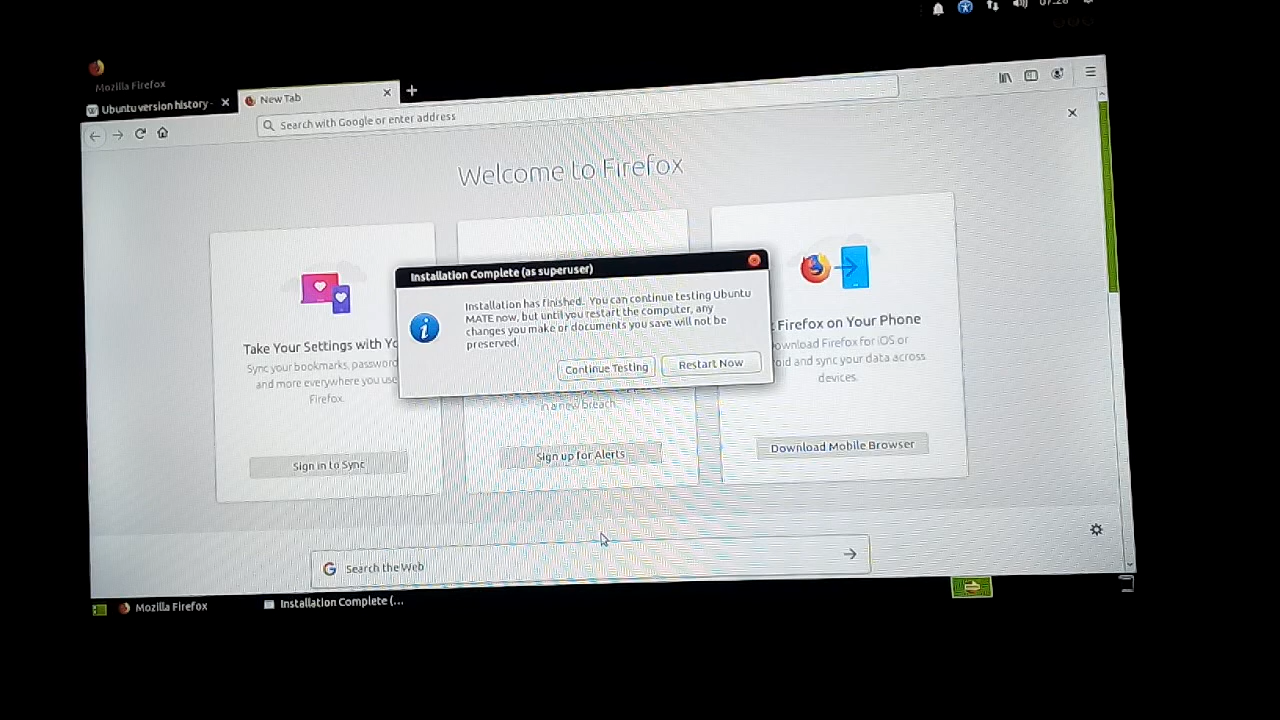 Mozilla Firefox
Ubuntu version history -
New Tab
Search with Google or enter address
Welcome to Firefox
Installation Complete (as superuser)
Installation has finished. You can continue testing Ubuntu
MATE now, but until you restart the computer, any
changes you make or documents you save will not be
preserved.
Continue Testing
Restart Now
Take Your Settings with Yo
Sync your bookmarks, password
and more everywhere you use
Firefox.
Sign in to Sync
in a new breach.
Sign up for Alerts
Firefox on Your Phone
ownload Firefox for iOS or
oid and sync your data across
devices.
Download Mobile Browser
G Search the Web
Mozilla Firefox
Installation Complete (...